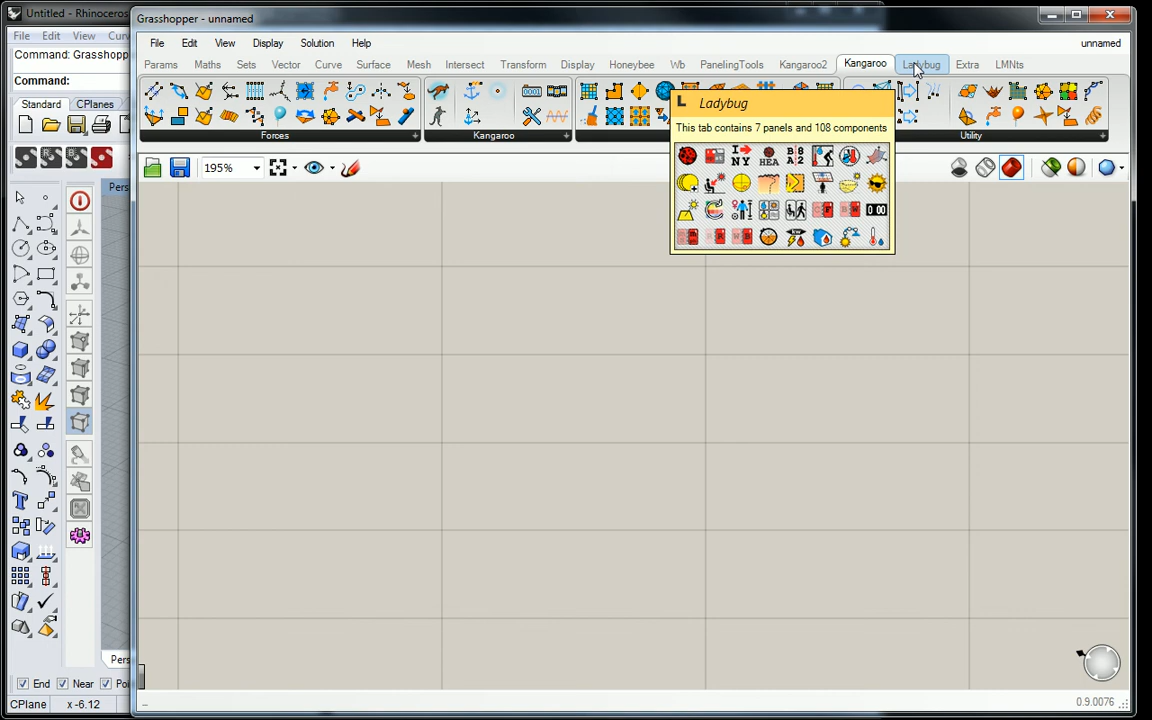 Untitled - Rhinoceros
File Edit View
Command: Grasshopp
Command:
Standard CPlanes
Pers
Pers
End Near Poi
CPlane x -6.12
Grasshopper - unnamed
File Edit View Display Solution Help unnamed
Params Maths Sets Vector Curve Surface Mesh Intersect Transform Display Honeybee Wb PanelingTools Kangaroo2 Kangaroo Ladybug Extra LMNts
Forces Kangaroo Utility
195%
Ladybug
This tab contains 7 panels and 108 components
0.9.0076